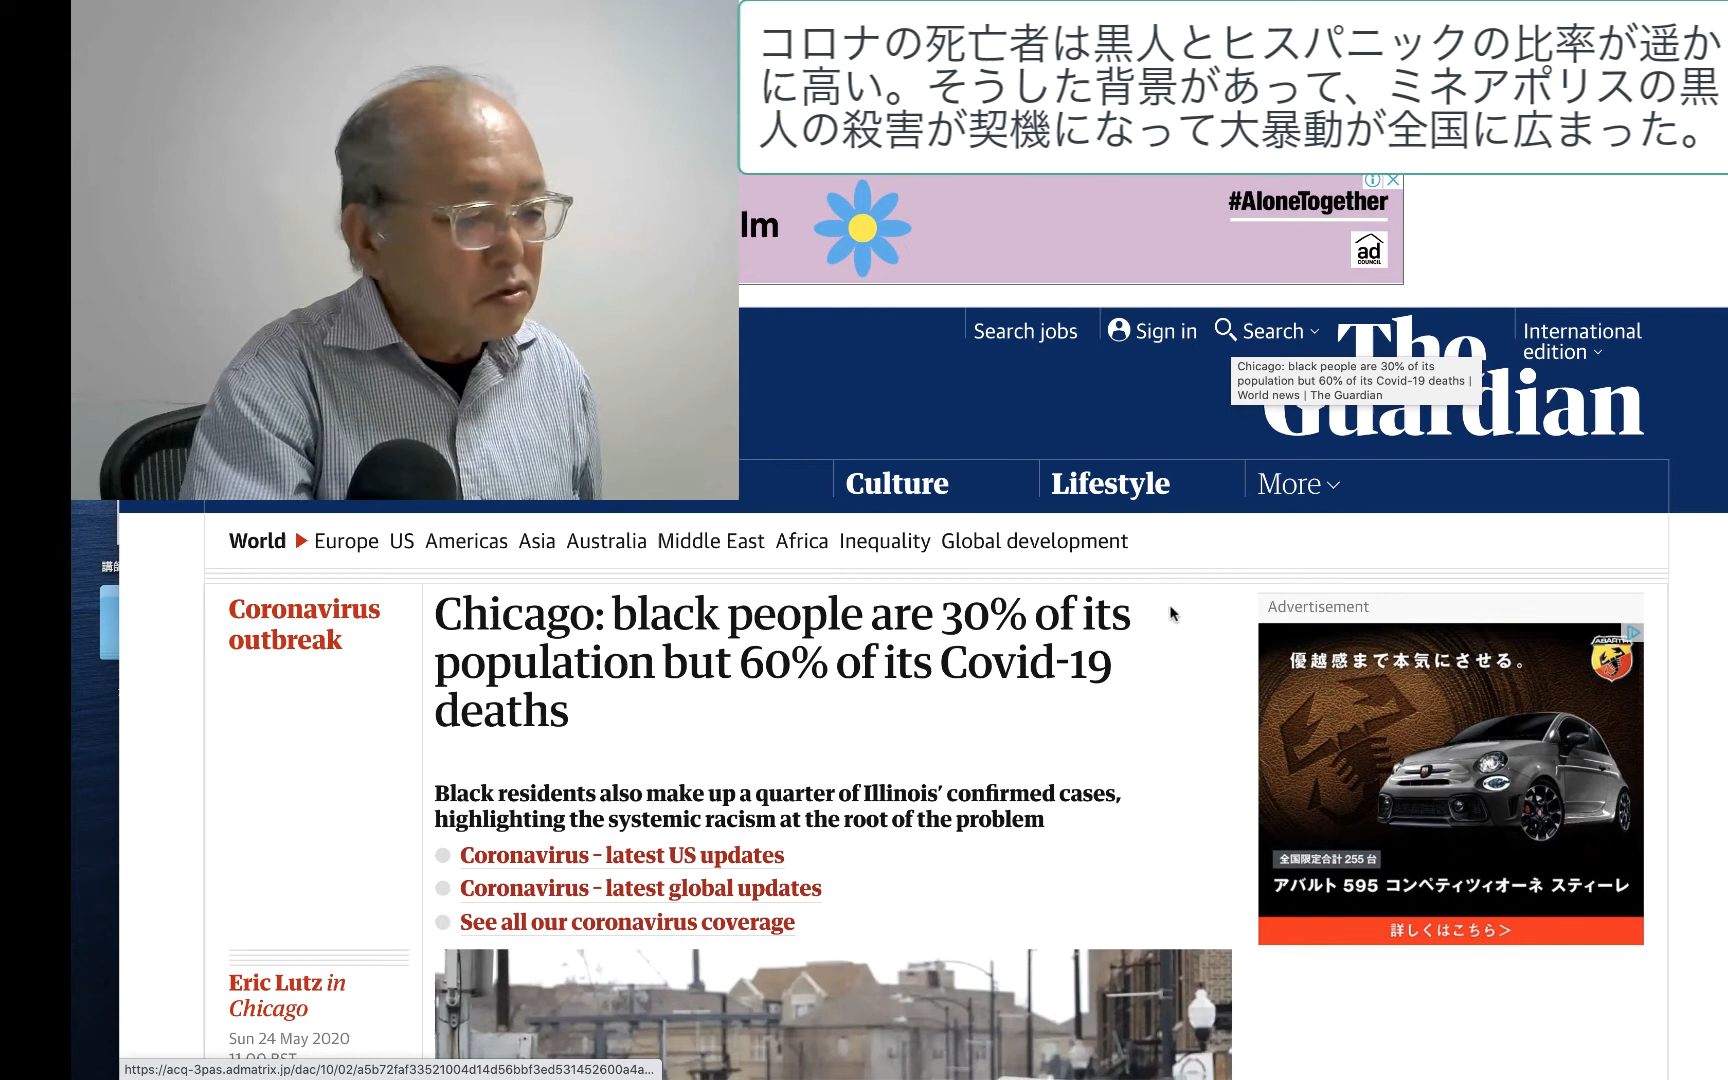 コロナの死亡者は黒人とヒスパニックの比率が遥か
に高い。そうした背景があって、ミネアポリスの黒
人の殺害が契機になって大暴動が全国に広まった。
lm
#AloneTogether
ad
COUNCIL
Search jobs
Sign in
Search
International
edition
The
Guardian
Chicago: black people are 30% of its
population but 60% of its Covid-19 deaths |
World news | The Guardian
Culture
Lifestyle
More
World
Europe US Americas Asia Australia Middle East Africa Inequality Global development
講師
Coronavirus
outbreak
Chicago: black people are 30% of its
population but 60% of its Covid-19
deaths
Black residents also make up a quarter of Illinois’ confirmed cases,
highlighting the systemic racism at the root of the problem
Coronavirus – latest US updates
Coronavirus – latest global updates
See all our coronavirus coverage
Eric Lutz in
Chicago
Sun 24 May 2020
11.00 BST
Advertisement
優越感まで本気にさせる。
ABARTH
全国限定合計 255 台
アバルト 595 コンペティツィオーネ スティーレ
詳しくはこちら＞
https://acq-3pas.admatrix.jp/dac/10/02/a5b72faf33521004d14d56bbf3ed531452600a4a...